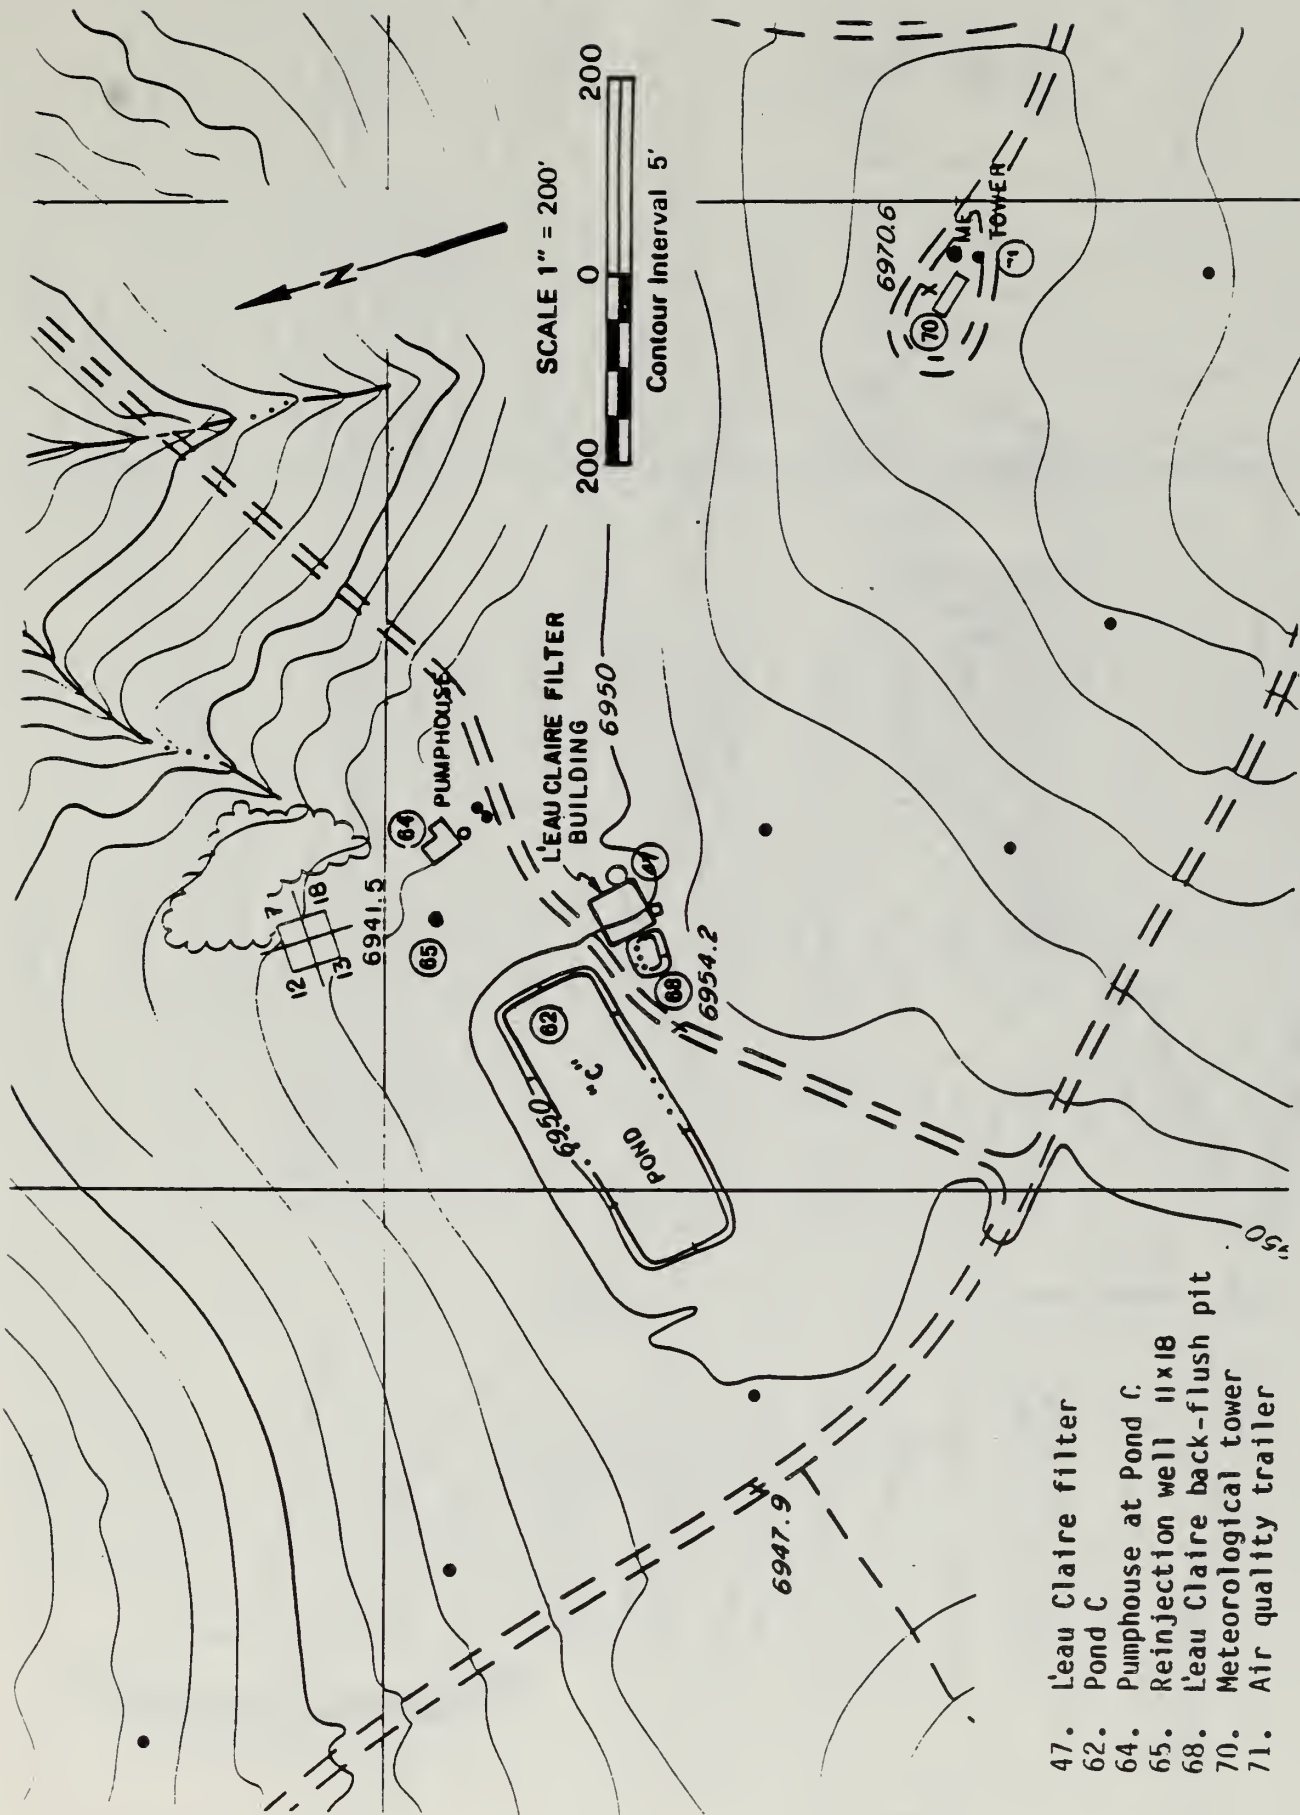 N
SCALE 1" = 200'
200 0 200
Contour Interval 5'
PUMPHOUSE
64
L'EAU CLAIRE FILTER
BUILDING
6950
7
18
12
13
6941.5
65
62
"C"
POND
6950
68
6954.2
6970.6
MET
TOWER
70
6947.9
47. L'eau Claire filter
62. Pond C
64. Pumphouse at Pond C
65. Reinjection well 11x18
68. L'eau Claire back-flush pit
70. Meteorological tower
71. Air quality trailer